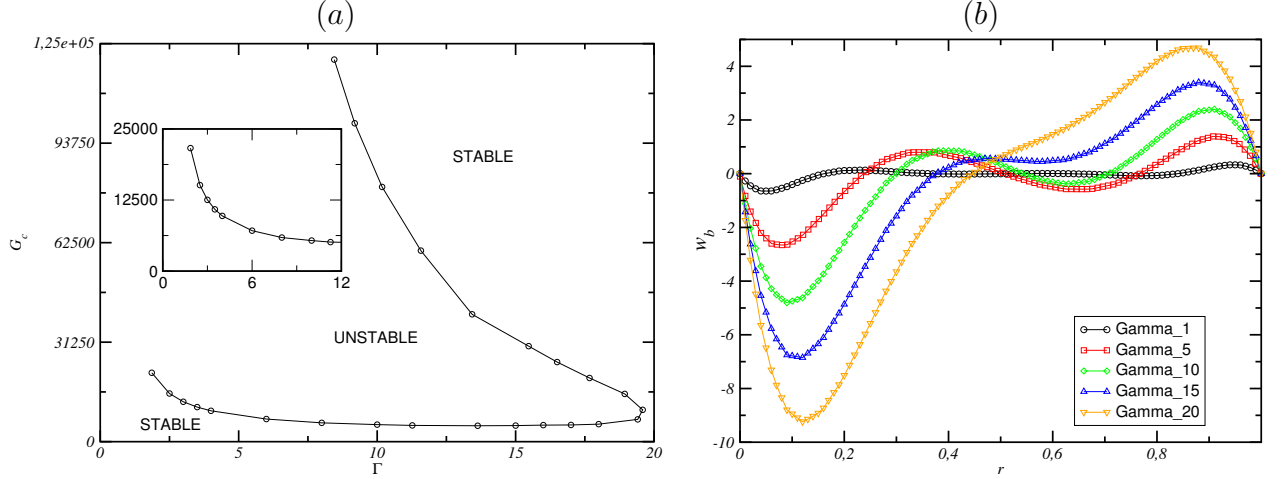 (a)
1,25e+05
93750
62500
31250
0
G_c
0
5
10
15
20
Γ
STABLE
UNSTABLE
STABLE
25000
12500
0
0
6
12
(b)
4
2
0
-2
-4
-6
-8
-10
w_b
0
0,2
0,4
0,6
0,8
r
Gamma_1
Gamma_5
Gamma_10
Gamma_15
Gamma_20